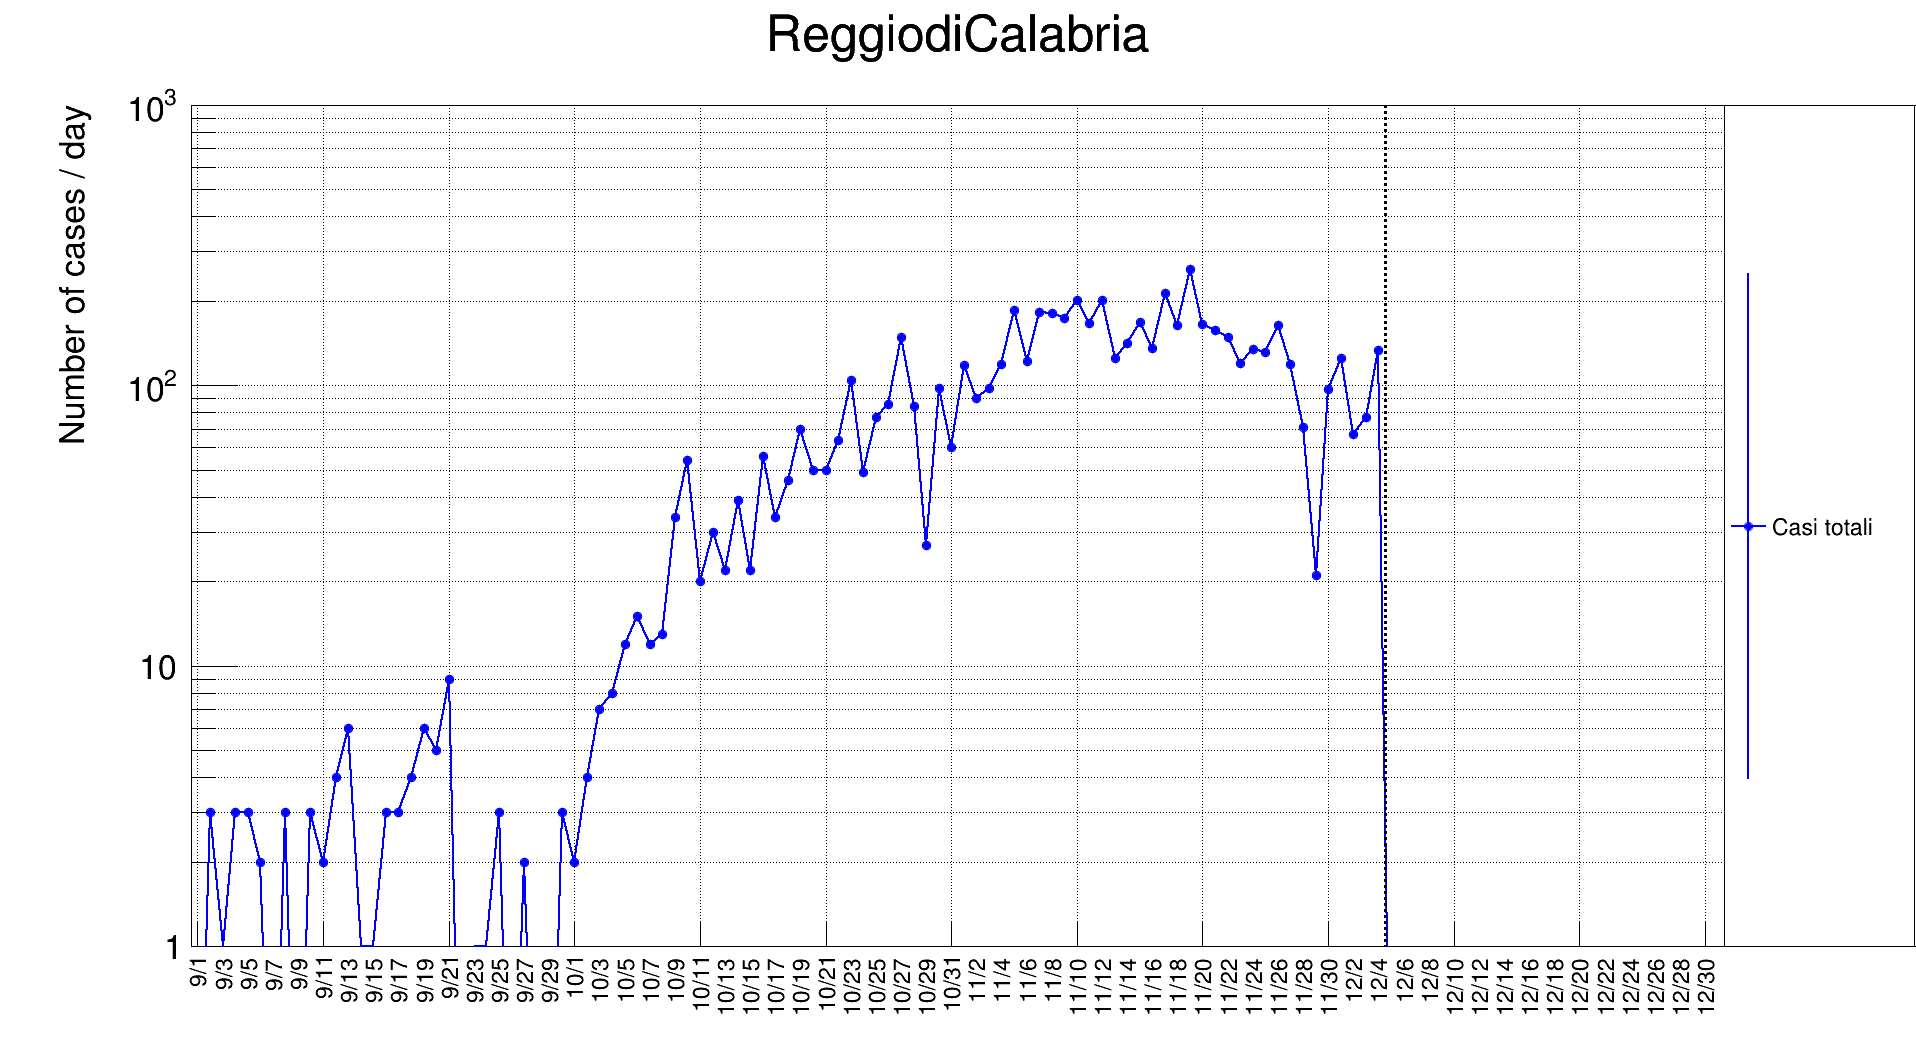 ReggiodiCalabria
Number of cases / day
10³
10²
10
1
9/1 9/3 9/5 9/7 9/9 9/11 9/13 9/15 9/17 9/19 9/21 9/23 9/25 9/27 9/29 10/1 10/3 10/5 10/7 10/9 10/11 10/13 10/15 10/17 10/19 10/21 10/23 10/25 10/27 10/29 10/31 11/2 11/4 11/6 11/8 11/10 11/12 11/14 11/16 11/18 11/20 11/22 11/24 11/26 11/28 11/30 12/2 12/4 12/6 12/8 12/10 12/12 12/14 12/16 12/18 12/20 12/22 12/24 12/26 12/28 12/30
Casi totali